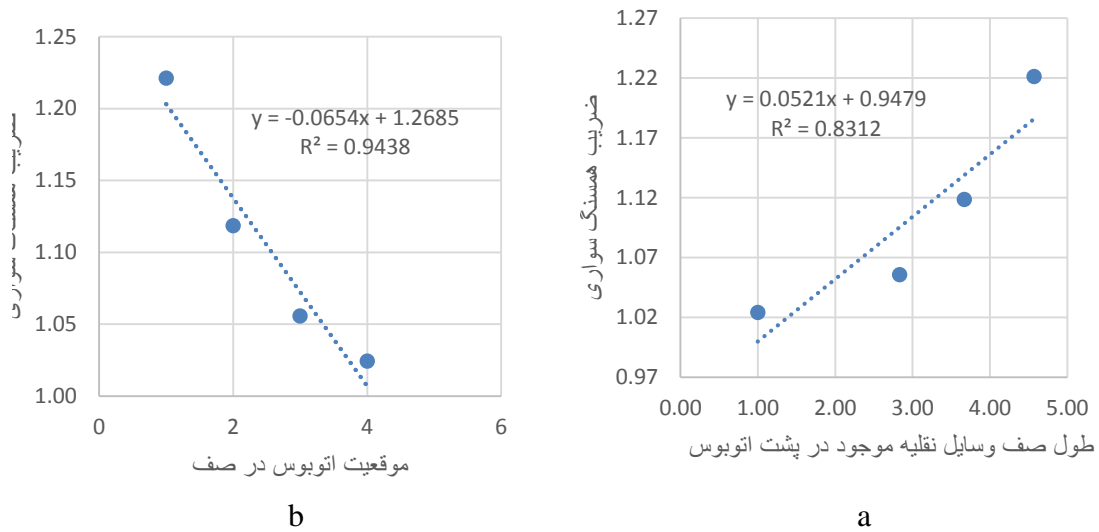 1.25
1.20
1.15
1.10
1.05
1.00
0
2
4
6
y = -0.0654x + 1.2685
R² = 0.9438
موقعیت اتوبوس در صف
b
1.27
1.22
1.17
1.12
1.07
1.02
0.97
0.00
1.00
2.00
3.00
4.00
5.00
y = 0.0521x + 0.9479
R² = 0.8312
ضریب همسنگ سواری
طول صف وسایل نقلیه موجود در پشت اتوبوس
a